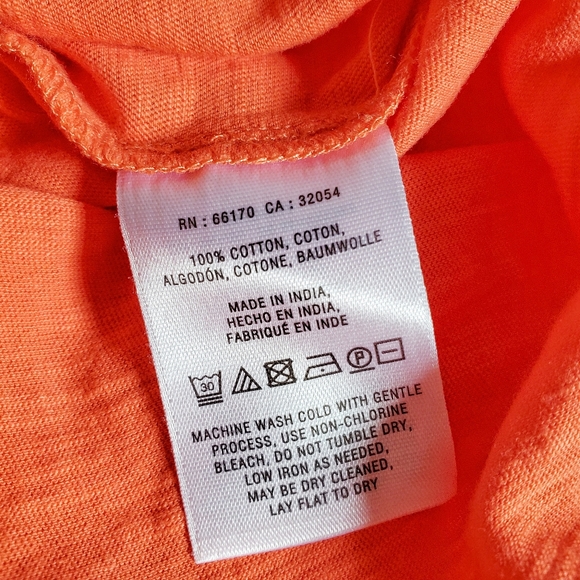 RN : 66170 CA : 32054
100% COTTON, COTON,
ALGODÓN, COTONE, BAUMWOLLE
MADE IN INDIA,
HECHO EN INDIA,
FABRIQUÉ EN INDE
30 P
MACHINE WASH COLD WITH GENTLE
PROCESS, USE NON-CHLORINE
BLEACH, DO NOT TUMBLE DRY,
LOW IRON AS NEEDED,
MAY BE DRY CLEANED,
LAY FLAT TO DRY